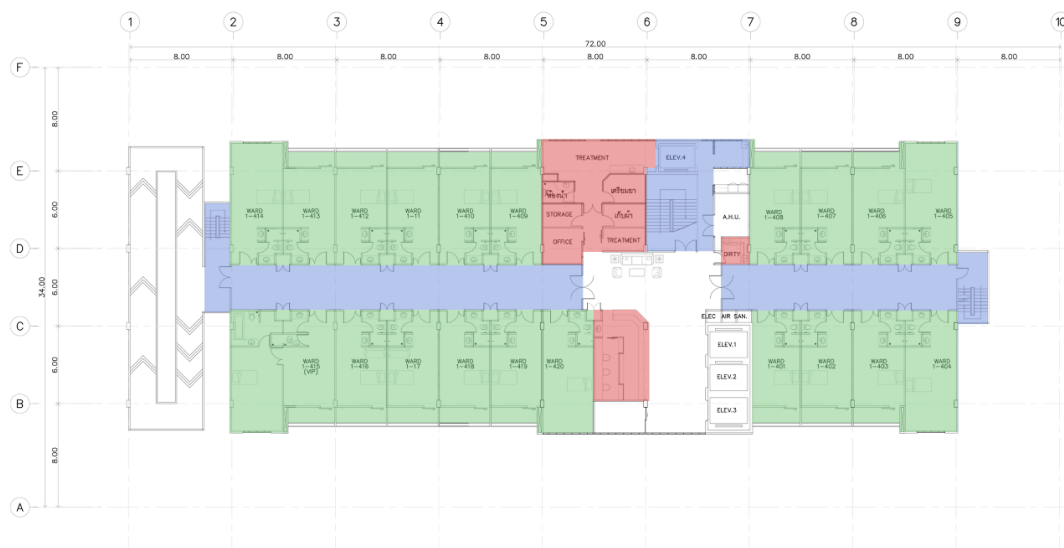 1 2 3 4 5 6 7 8 9 10
72.00
8.00 8.00 8.00 8.00 8.00 8.00 8.00 8.00 8.00
F
8.00
E
6.00
D
34.00
6.00
C
6.00
B
8.00
A
TREATMENT
ELEV.4
ห้องน้ำ
เตรียมยา
STORAGE
เก็บผ้า
OFFICE
TREATMENT
A.H.U.
DIRTY
WARD
1-414
WARD
1-413
WARD
1-412
WARD
1-11
WARD
1-410
WARD
1-409
WARD
1-408
WARD
1-407
WARD
1-406
WARD
1-405
ELEC AIR SAN.
ELEV.1
ELEV.2
ELEV.3
WARD
1-415
(VIP)
WARD
1-416
WARD
1-17
WARD
1-418
WARD
1-419
WARD
1-420
WARD
1-401
WARD
1-402
WARD
1-403
WARD
1-404